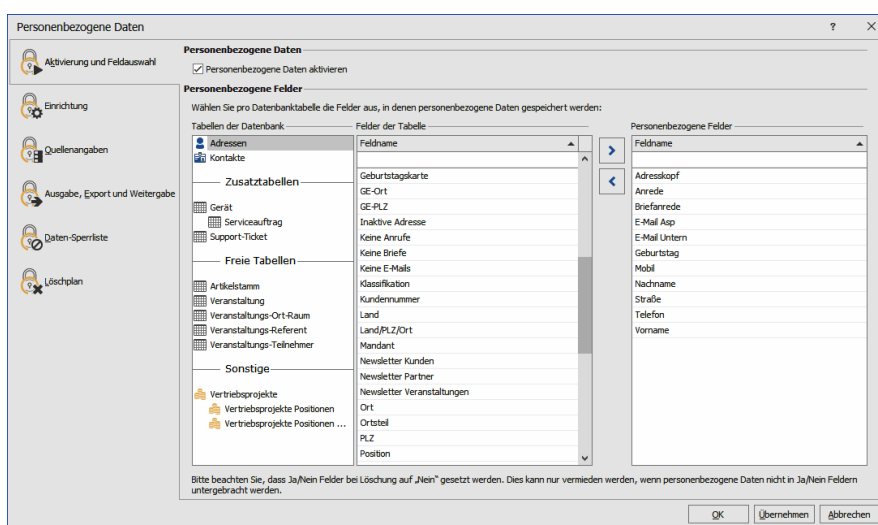 Personenbezogene Daten
?
Aktivierung und Feldauswahl
Einrichtung
Quellenangaben
Ausgabe, Export und Weitergabe
Daten-Sperrliste
Löschplan
Personenbezogene Daten
Personenbezogene Daten aktivieren
Personenbezogene Felder
Wählen Sie pro Datenbanktabelle die Felder aus, in denen personenbezogene Daten gespeichert werden:
Tabellen der Datenbank
Adressen
Kontakte
Zusatztabellen
Gerät
Serviceauftrag
Support-Ticket
Freie Tabellen
Artikelstamm
Veranstaltung
Veranstaltungs-Ort-Raum
Veranstaltungs-Referent
Veranstaltungs-Teilnehmer
Sonstige
Vertriebsprojekte
Vertriebsprojekte Positionen
Vertriebsprojekte Positionen ...
Felder der Tabelle
Feldname
Geburtstagskarte
GE-Ort
GE-PLZ
Inaktive Adresse
Keine Anrufe
Keine Briefe
Keine E-Mails
Klassifikation
Kundennummer
Land
Land/PLZ/Ort
Mandant
Newsletter Kunden
Newsletter Partner
Newsletter Veranstaltungen
Ort
Ortsteil
PLZ
Position
Personenbezogene Felder
Feldname
Adresskopf
Anrede
Briefanrede
E-Mail Asp
E-Mail Untern
Geburtstag
Mobil
Nachname
Straße
Telefon
Vorname
Bitte beachten Sie, dass Ja/Nein Felder bei Löschung auf „Nein" gesetzt werden. Dies kann nur vermieden werden, wenn personenbezogene Daten nicht in Ja/Nein Feldern
untergebracht werden.
OK
Übernehmen
Abbrechen